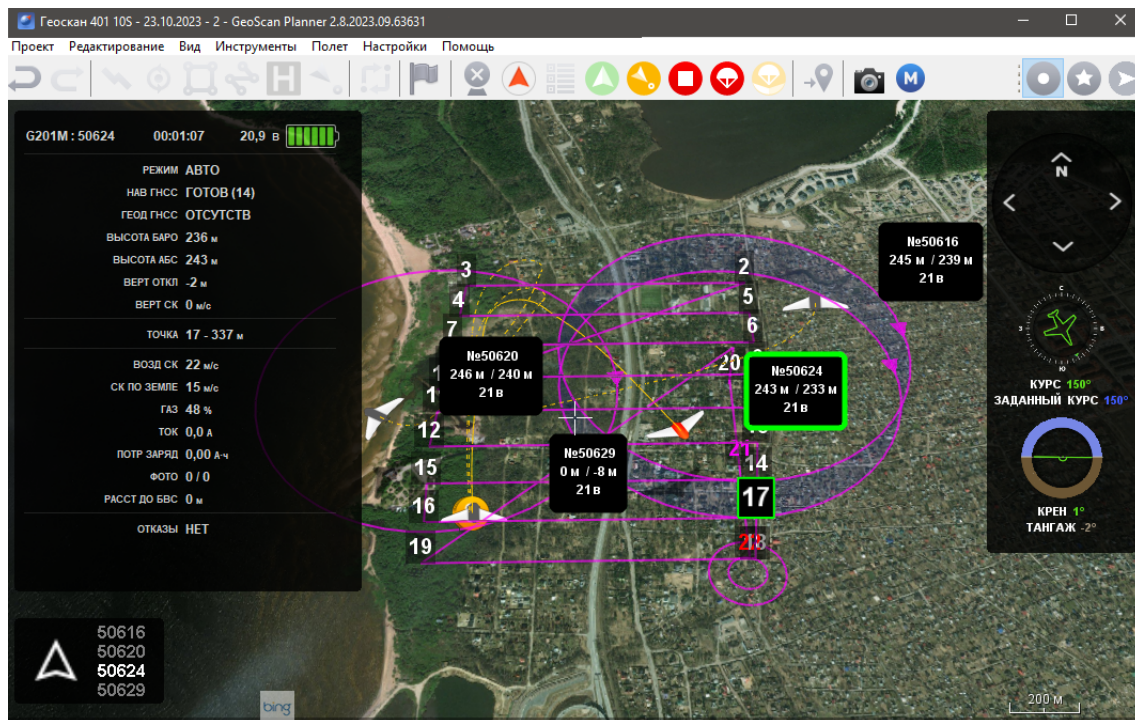 Геоскан 401 10S - 23.10.2023 - 2 - GeoScan Planner 2.8.2023.09.63631
Проект Редактирование Вид Инструменты Полет Настройки Помощь
H M
G201M : 50624 00:01:07 20,9 В
РЕЖИМ АВТО
НАВ ГНСС ГОТОВ (14)
ГЕОД ГНСС ОТСУТСТВ
ВЫСОТА БАРО 236 м
ВЫСОТА АБС 243 м
ВЕРТ ОТКЛ -2 м
ВЕРТ СК 0 м/с
ТОЧКА 17 - 337 м
ВОЗД СК 22 м/с
СК ПО ЗЕМЛЕ 15 м/с
ГАЗ 48 %
ТОК 0,0 А
ПОТР ЗАРЯД 0,00 А·ч
ФОТО 0 / 0
РАССТ ДО БВС 0 м
ОТКАЗЫ НЕТ
50616
50620
50624
50629
3
2
4
5
7
6
20
12
15
14
21
16
17
19
№50620
246 м / 240 м
21 в
№50629
0 м / -8 м
21 в
№50624
243 м / 233 м
21 в
№50616
245 м / 239 м
21 в
N
С
З В
Ю
КУРС 150°
ЗАДАННЫЙ КУРС 150°
КРЕН 1°
ТАНГАЖ -2°
bing
200 м